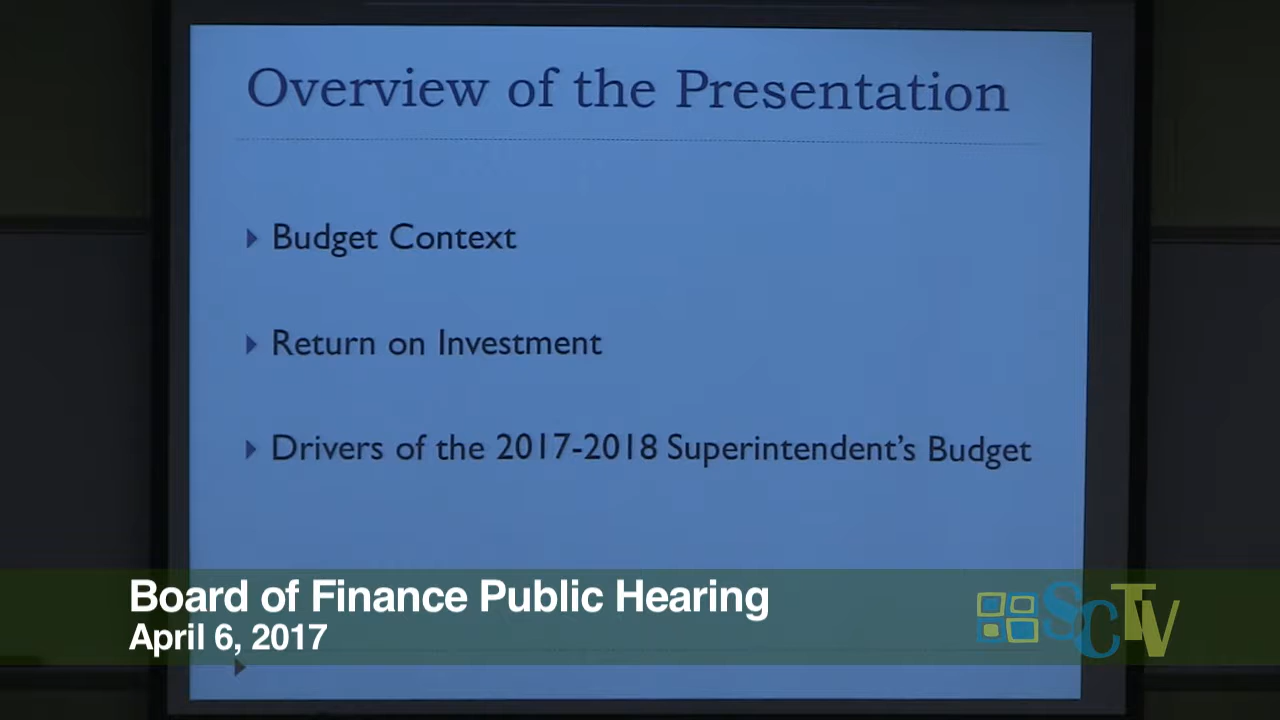 Overview of the Presentation
Budget Context
Return on Investment
Drivers of the 2017-2018 Superintendent's Budget
Board of Finance Public Hearing
April 6, 2017
SCTV